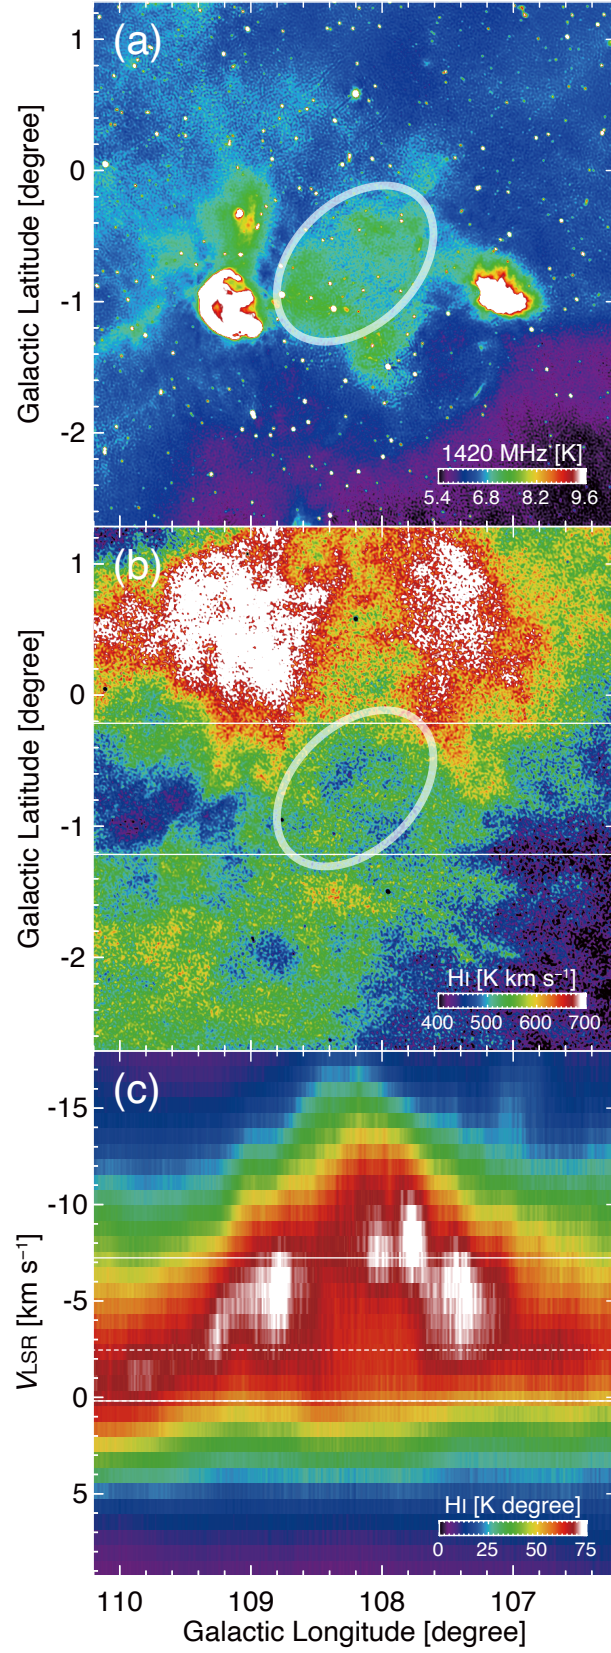 (a)
1
0
-1
-2
Galactic Latitude [degree]
1420 MHz [K]
5.4 6.8 8.2 9.6
(b)
1
0
-1
-2
Galactic Latitude [degree]
HI [K km s⁻¹]
400 500 600 700
(c)
-15
-10
-5
0
5
VLSR [km s⁻¹]
HI [K degree]
0 25 50 75
110 109 108 107
Galactic Longitude [degree]